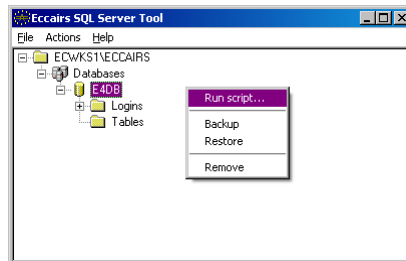 Eccairs SQL Server Tool
File Actions Help
ECWKS1\ECCAIRS
Databases
E4DB
Logins
Tables
Run script...
Backup
Restore
Remove